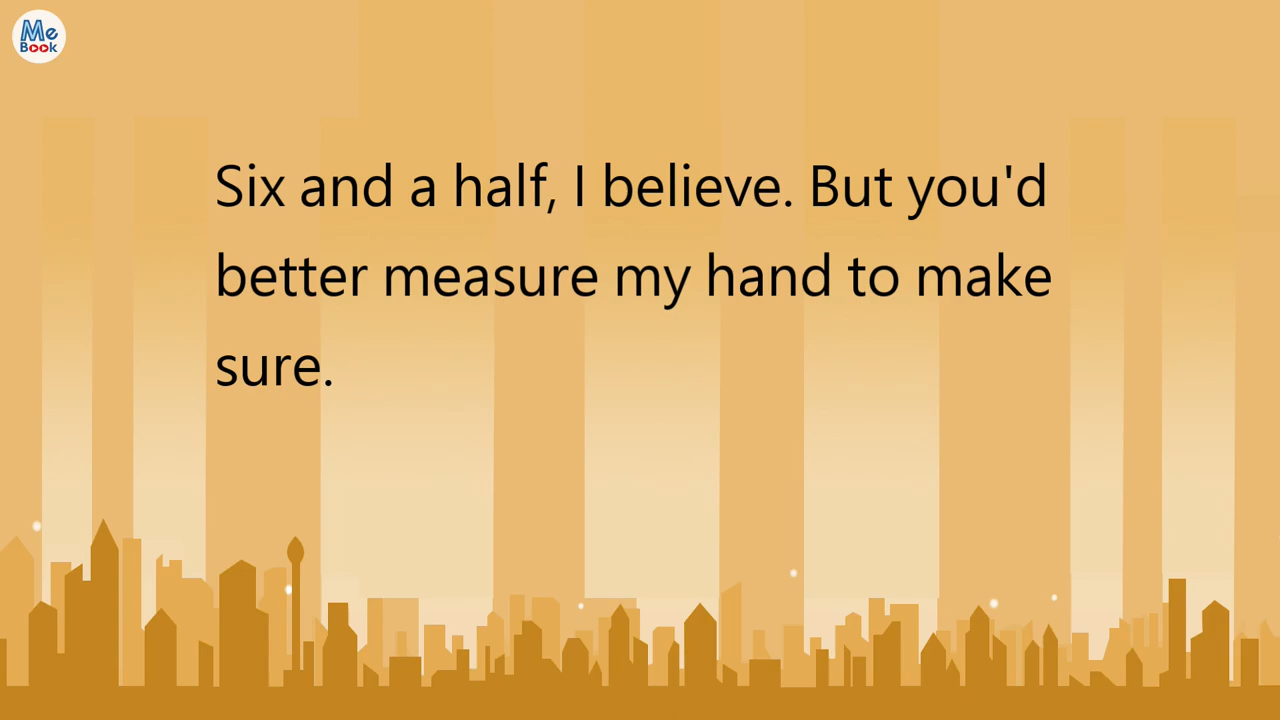 Me
Book
Six and a half, I believe. But you'd
better measure my hand to make
sure.